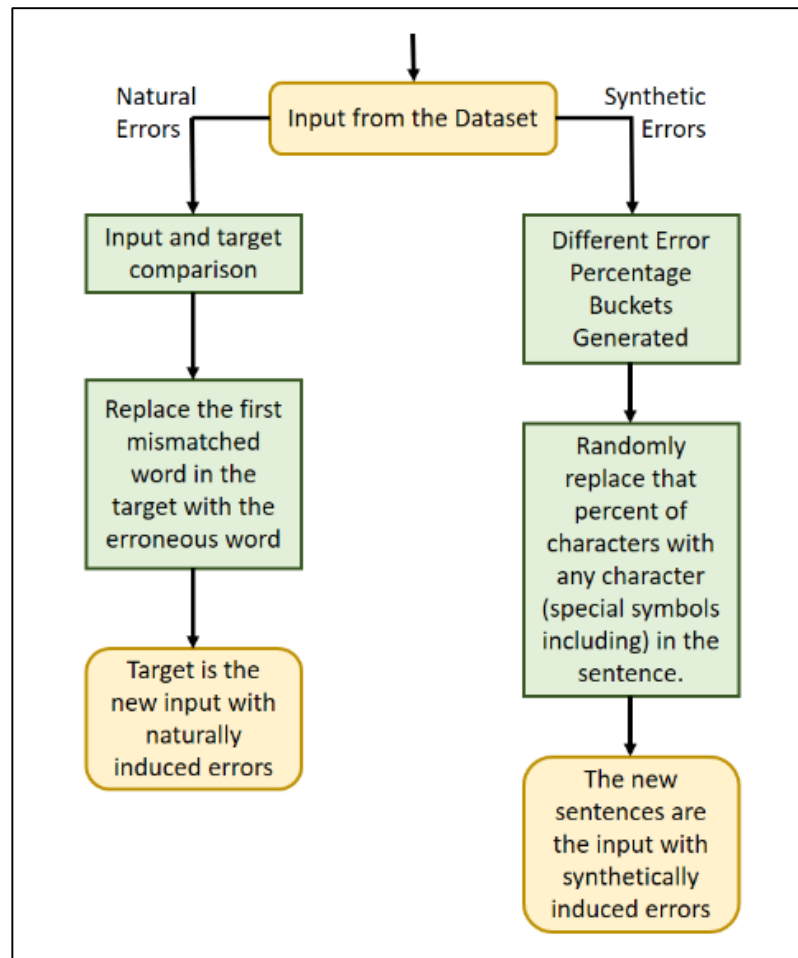 Natural
Errors
Input from the Dataset
Synthetic
Errors
Input and target
comparison
Replace the first
mismatched
word in the
target with the
erroneous word
Target is the
new input with
naturally
induced errors
Different Error
Percentage
Buckets
Generated
Randomly
replace that
percent of
characters with
any character
(special symbols
including) in the
sentence.
The new
sentences are
the input with
synthetically
induced errors